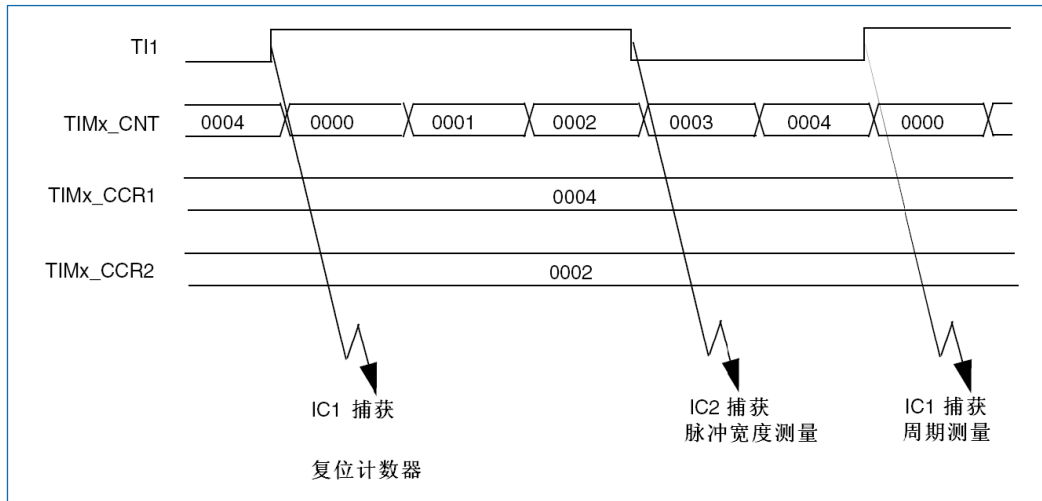 TI1
TIMx_CNT
0004 0000 0001 0002 0003 0004 0000
TIMx_CCR1
0004
TIMx_CCR2
0002
IC1 捕获
复位计数器
IC2 捕获
脉冲宽度测量
IC1 捕获
周期测量